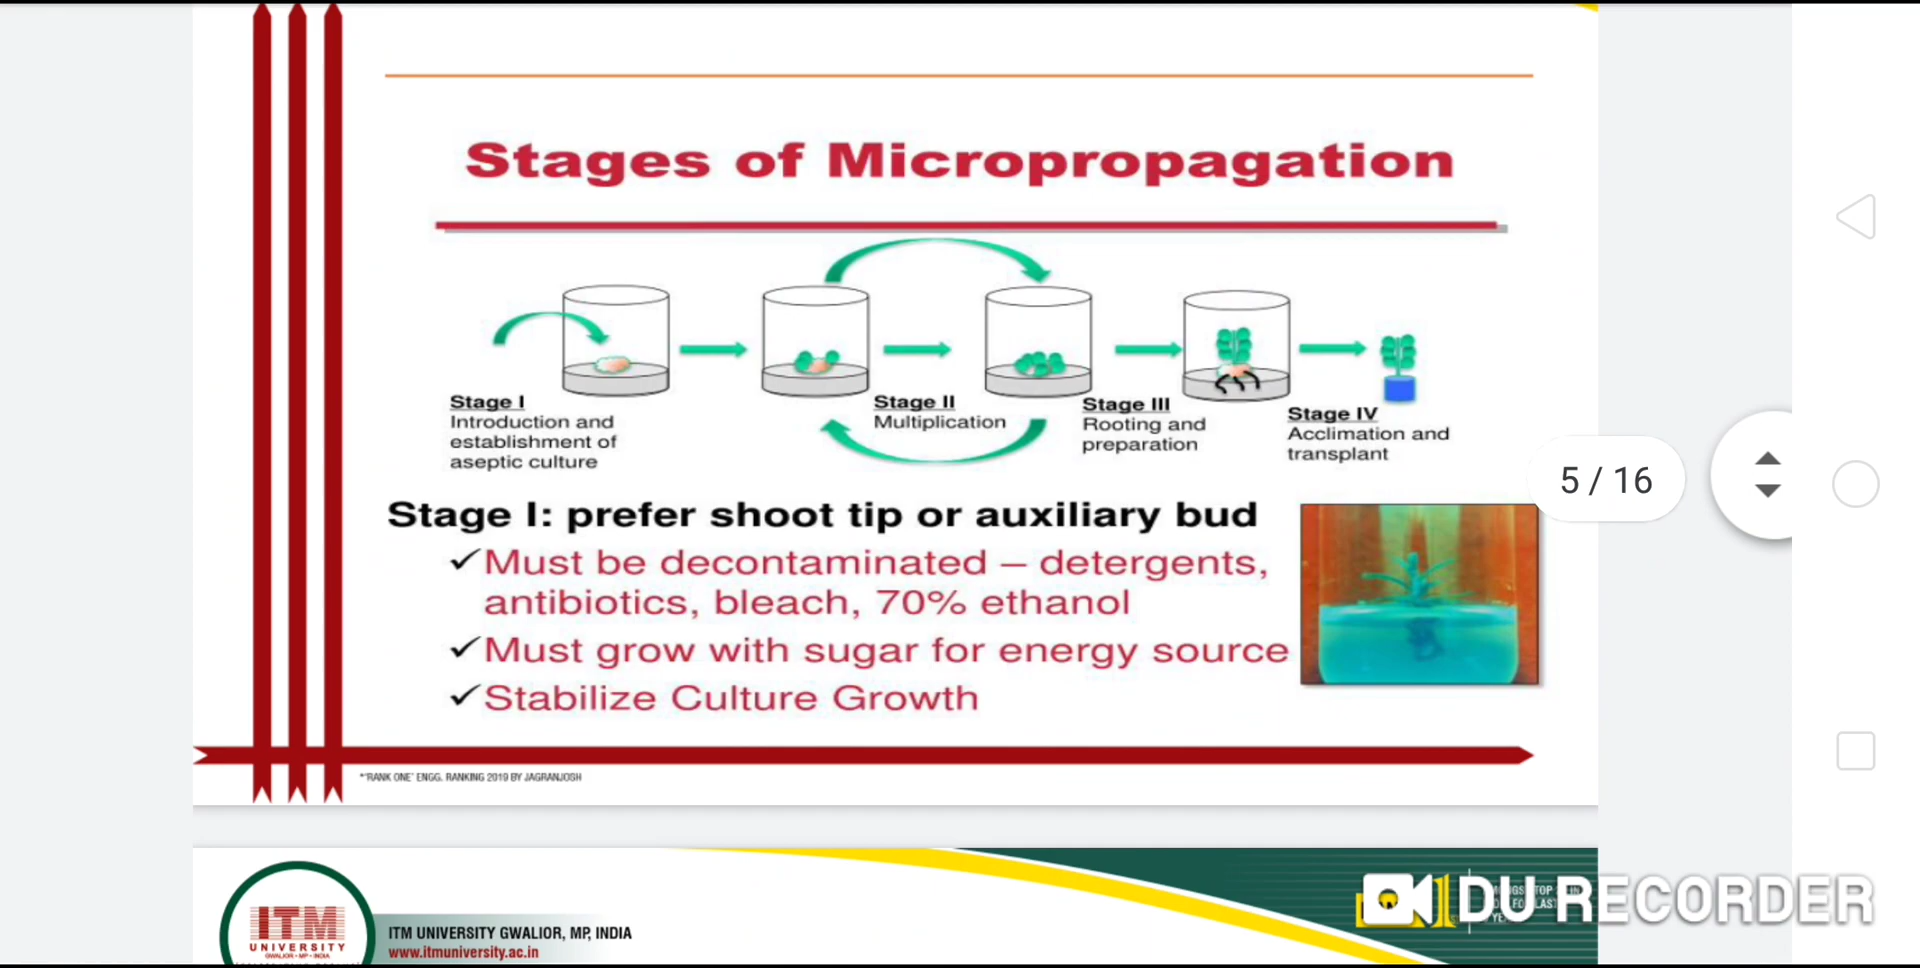 Stages of Micropropagation
Stage I
Introduction and
establishment of
aseptic culture
Stage II
Multiplication
Stage III
Rooting and
preparation
Stage IV
Acclimation and
transplant
5 / 16
Stage I: prefer shoot tip or auxiliary bud
✓Must be decontaminated – detergents,
antibiotics, bleach, 70% ethanol
✓Must grow with sugar for energy source
✓Stabilize Culture Growth
*"RANK ONE" ENGG. RANKING 2019 BY JAGRANJOSH
ITM
UNIVERSITY
GWALIOR • MP • INDIA
ITM UNIVERSITY GWALIOR, MP, INDIA
www.itmuniversity.ac.in
DU RECORDER